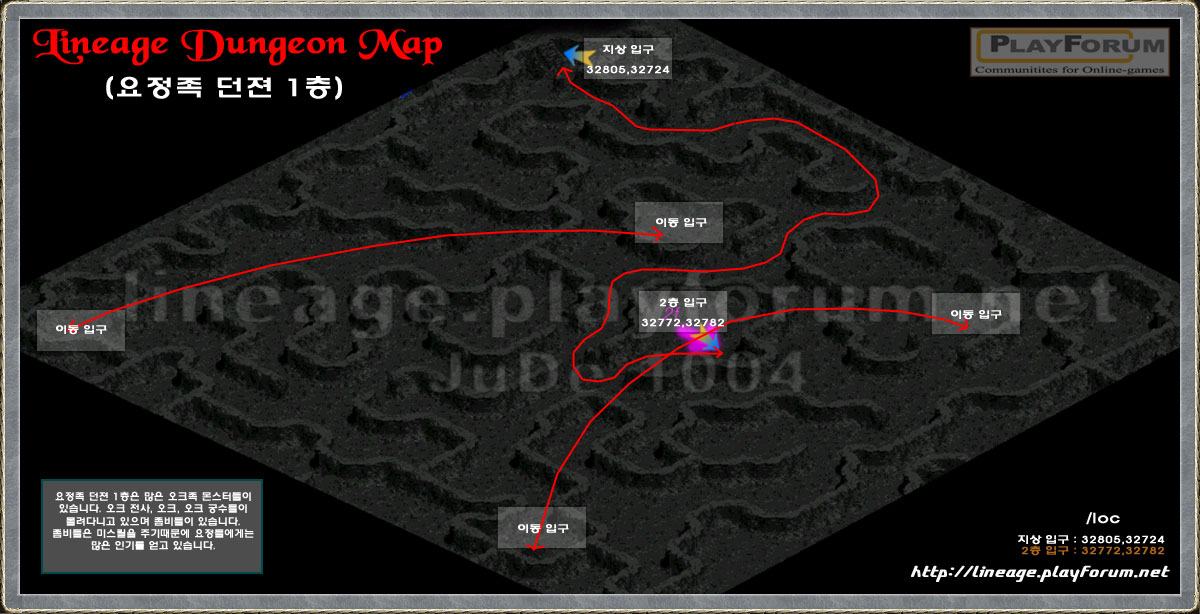 Lineage Dungeon Map
(요정족 던젼 1층)
PLAYFORUM
Communitites for Online-games
지상 입구
32805,32724
이동 입구
2층 입구
32772,32782
21
이동 입구
이동 입구
이동 입구
lineage.playforum.net
JuDb 1004
요정족 던젼 1층은 많은 오크족 몬스터들이
있습니다. 오크 전사, 오크, 오크 궁수들이
몰려다니고 있으며 좀비들이 있습니다.
좀비들은 미스릴을 주기때문에 요정들에게는
많은 인기를 얻고 있습니다.
/loc
지상 입구 : 32805,32724
2층 입구 : 32772,32782
http://lineage.playforum.net